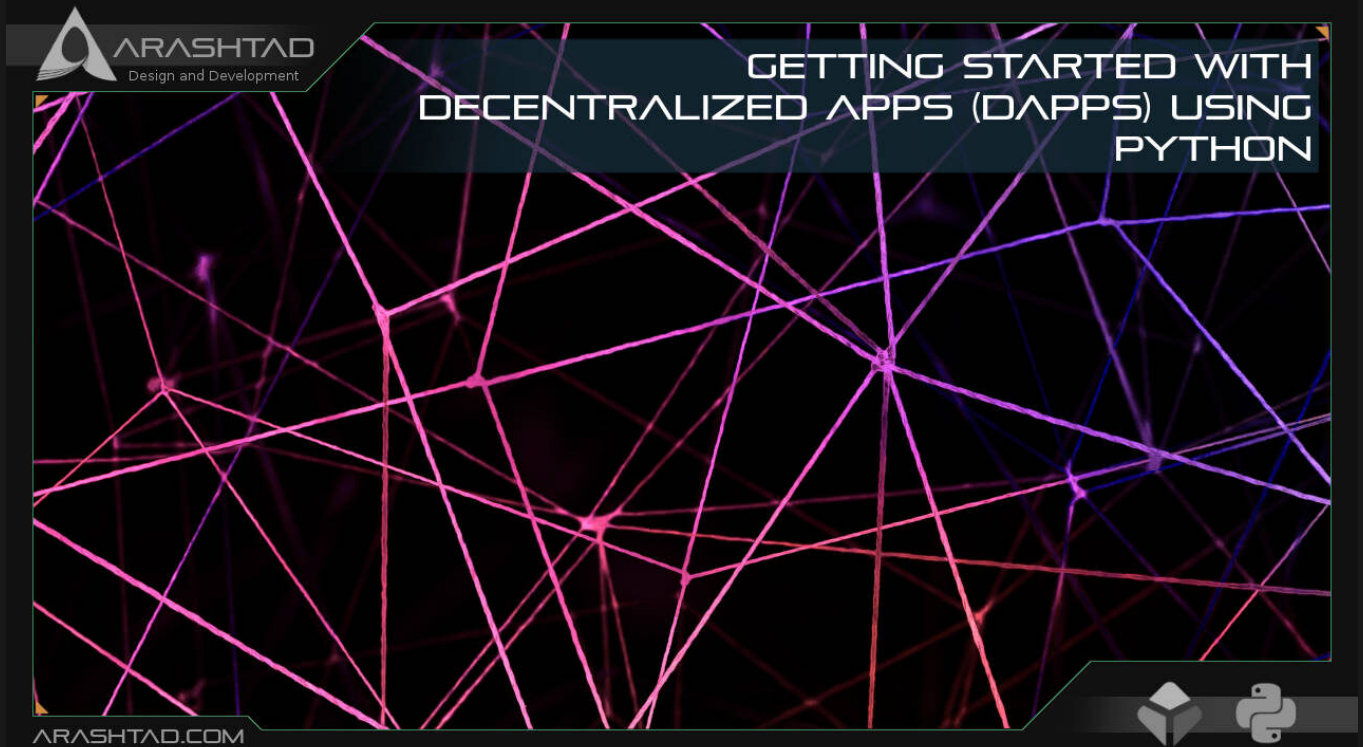 ARASHTAD
Design and Development
GETTING STARTED WITH
DECENTRALIZED APPS (DAPPS) USING
PYTHON
ARASHTAD.COM